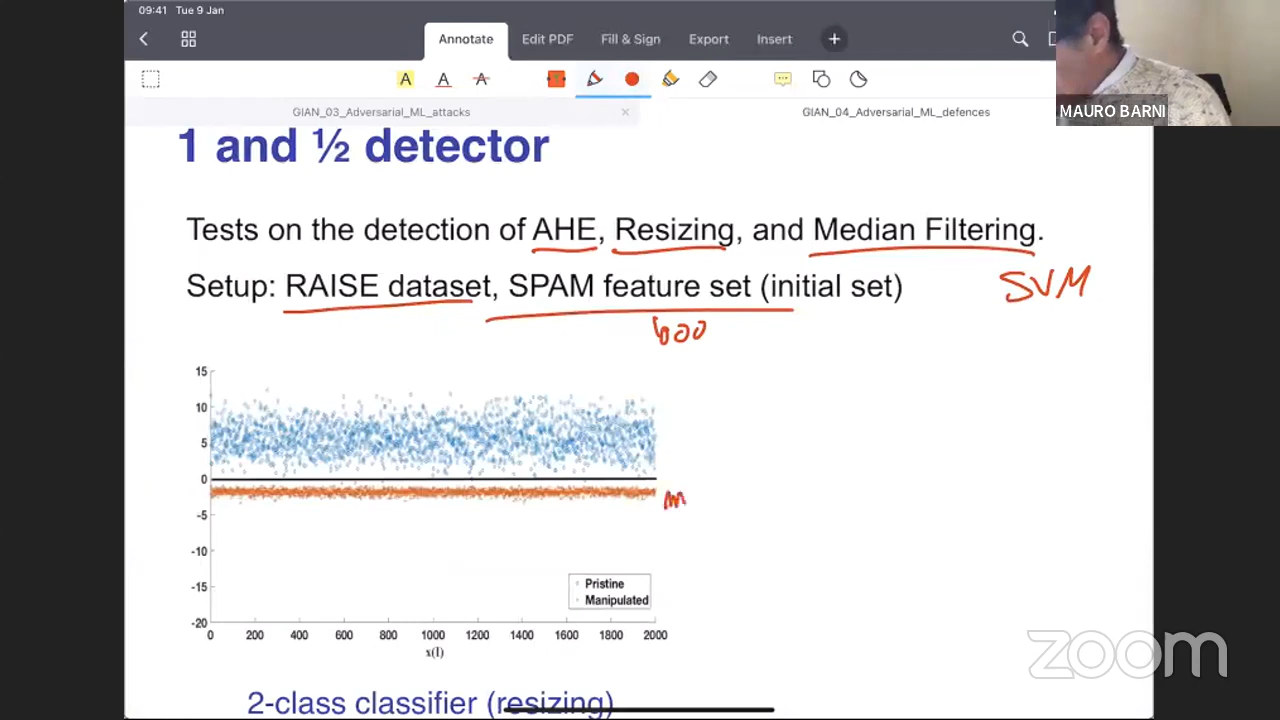 09:41 Tue 9 Jan
Annotate Edit PDF Fill & Sign Export Insert
A A A
GIAN_03_Adversarial_ML_attacks GIAN_04_Adversarial_ML_defences
MAURO BARNI
1 and ½ detector
Tests on the detection of AHE, Resizing, and Median Filtering.
Setup: RAISE dataset, SPAM feature set (initial set) SVM
600
15
10
5
0
-5
m
-10
-15
-20
Pristine
Manipulated
0 200 400 600 800 1000 1200 1400 1600 1800 2000
x(I)
2-class classifier (resizing)
zoom